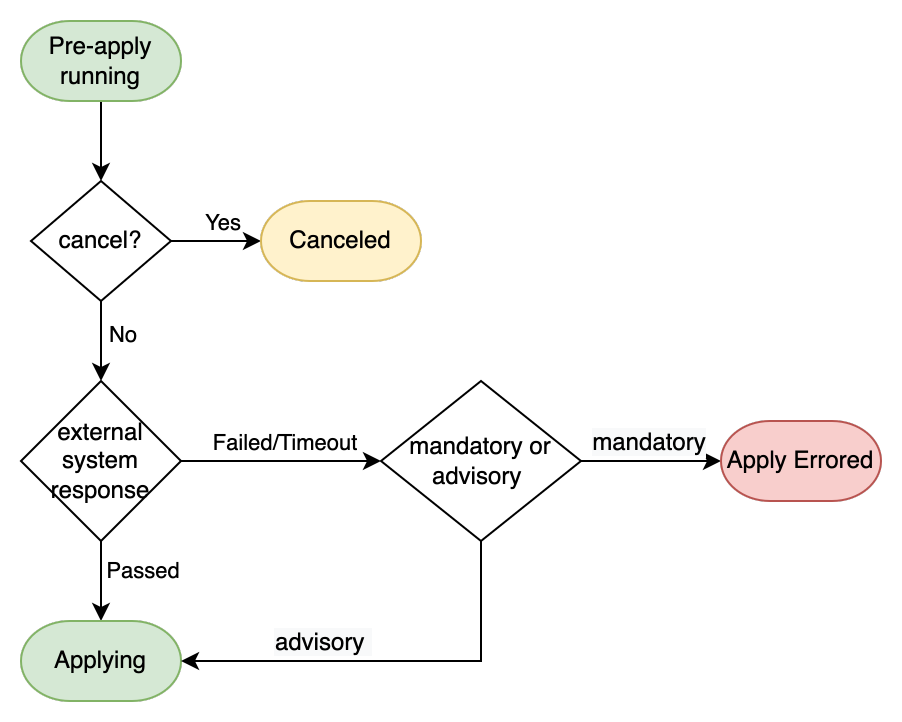 Pre-apply
running
cancel?
Yes
Canceled
No
external
system
response
Failed/Timeout
mandatory or
advisory
mandatory
Apply Errored
Passed
advisory
Applying